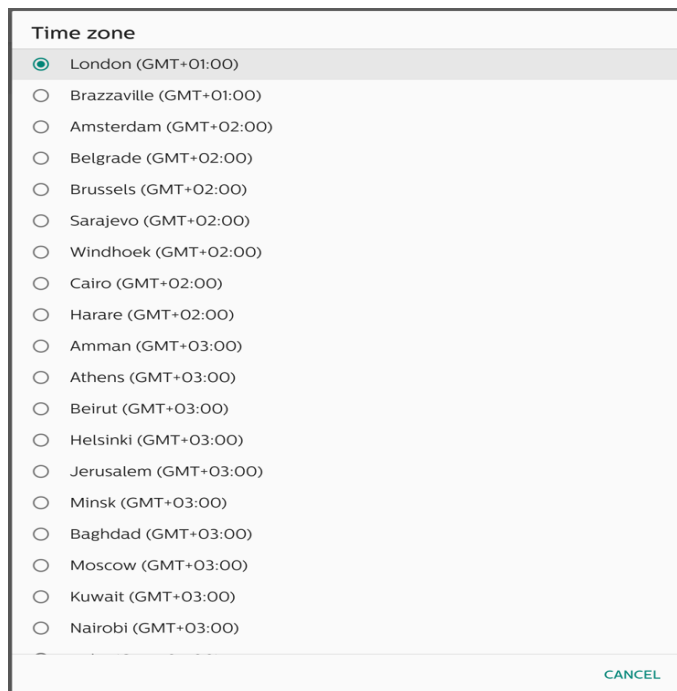 Time zone
London (GMT+01:00)
Brazzaville (GMT+01:00)
Amsterdam (GMT+02:00)
Belgrade (GMT+02:00)
Brussels (GMT+02:00)
Sarajevo (GMT+02:00)
Windhoek (GMT+02:00)
Cairo (GMT+02:00)
Harare (GMT+02:00)
Amman (GMT+03:00)
Athens (GMT+03:00)
Beirut (GMT+03:00)
Helsinki (GMT+03:00)
Jerusalem (GMT+03:00)
Minsk (GMT+03:00)
Baghdad (GMT+03:00)
Moscow (GMT+03:00)
Kuwait (GMT+03:00)
Nairobi (GMT+03:00)
CANCEL